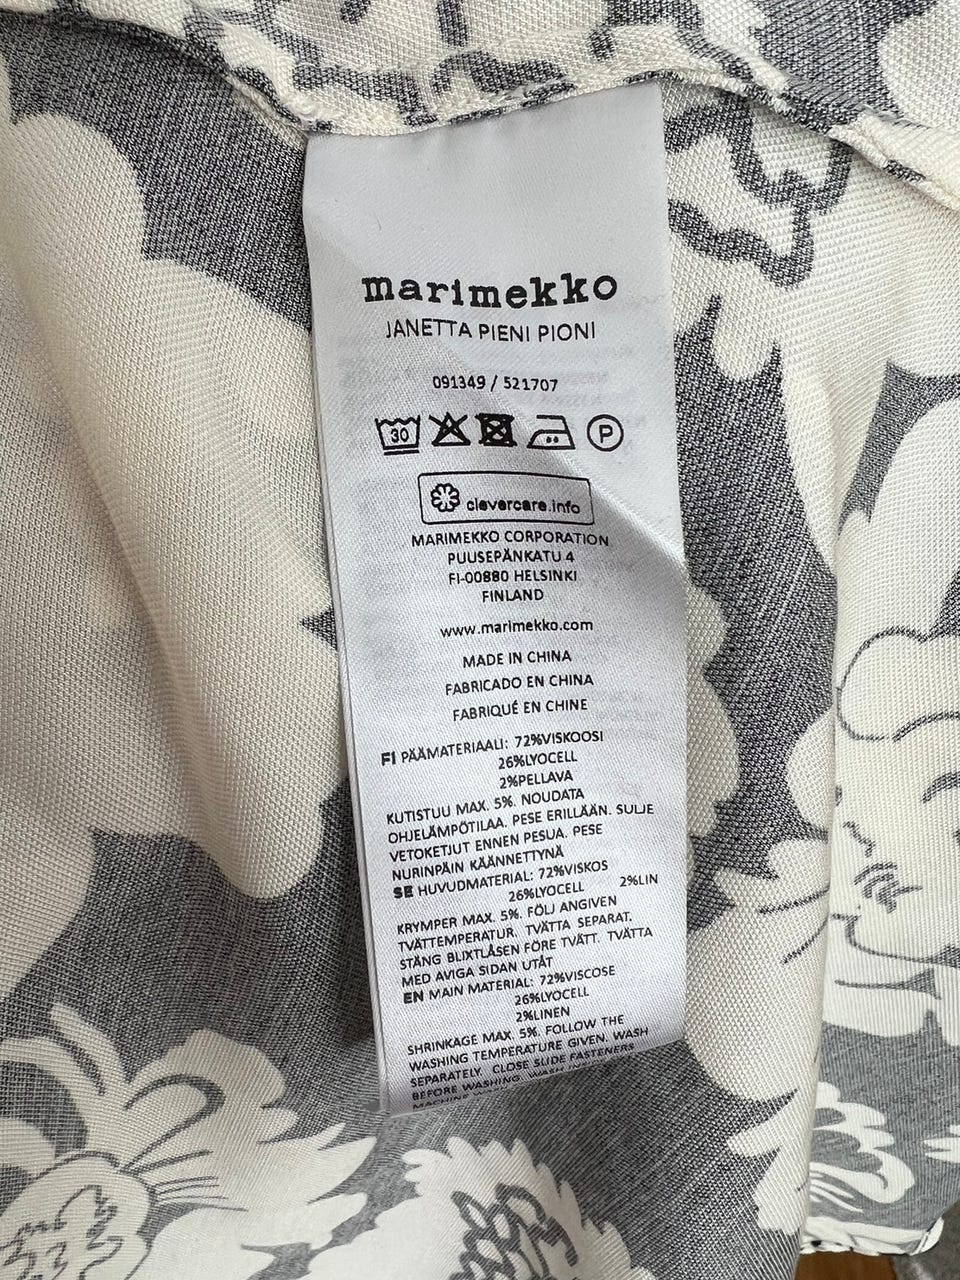 marimekko
JANETTA PIENI PIONI
091349 / 521707
30 P
clevercare.info
MARIMEKKO CORPORATION
PUUSEPÄNKATU 4
FI-00880 HELSINKI
FINLAND
www.marimekko.com
MADE IN CHINA
FABRICADO EN CHINA
FABRIQUÉ EN CHINE
FI PÄÄMATERIAALI: 72%VISKOOSI
26%LYOCELL
2%PELLAVA
KUTISTUU MAX. 5%. NOUDATA
OHJELÄMPÖTILAA. PESE ERILLÄÄN. SULJE
VETOKETJUT ENNEN PESUA. PESE
NURINPÄIN KÄÄNNETTYNÄ
SE HUVUDMATERIAL: 72%VISKOS
26%LYOCELL 2%LIN
KRYMPER MAX. 5%. FÖLJ ANGIVEN
TVÄTTEMPERATUR. TVÄTTA SEPARAT.
STÄNG BLIXTLÅSEN FÖRE TVÄTT. TVÄTTA
MED AVIGA SIDAN UTÅT
EN MAIN MATERIAL: 72%VISCOSE
26%LYOCELL
2%LINEN
SHRINKAGE MAX. 5%. FOLLOW THE
WASHING TEMPERATURE GIVEN. WASH
SEPARATELY. CLOSE SLIDE FASTENERS
BEFORE WASHING. WASH
MACHINE